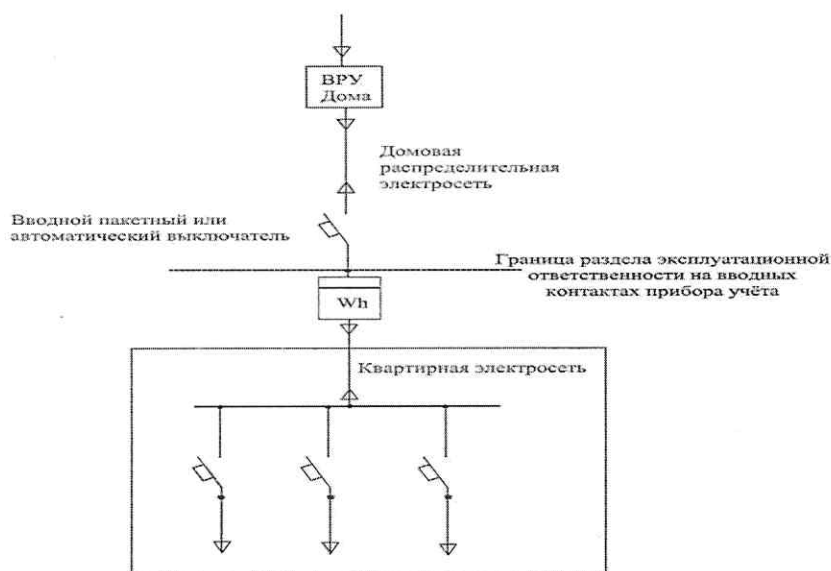 ВРУ
Дома
Домовая
распределительная
электросеть
Вводной пакетный или
автоматический выключатель
Граница раздела эксплуатационной
ответственности на вводных
контактах прибора учёта
Wh
Квартирная электросеть